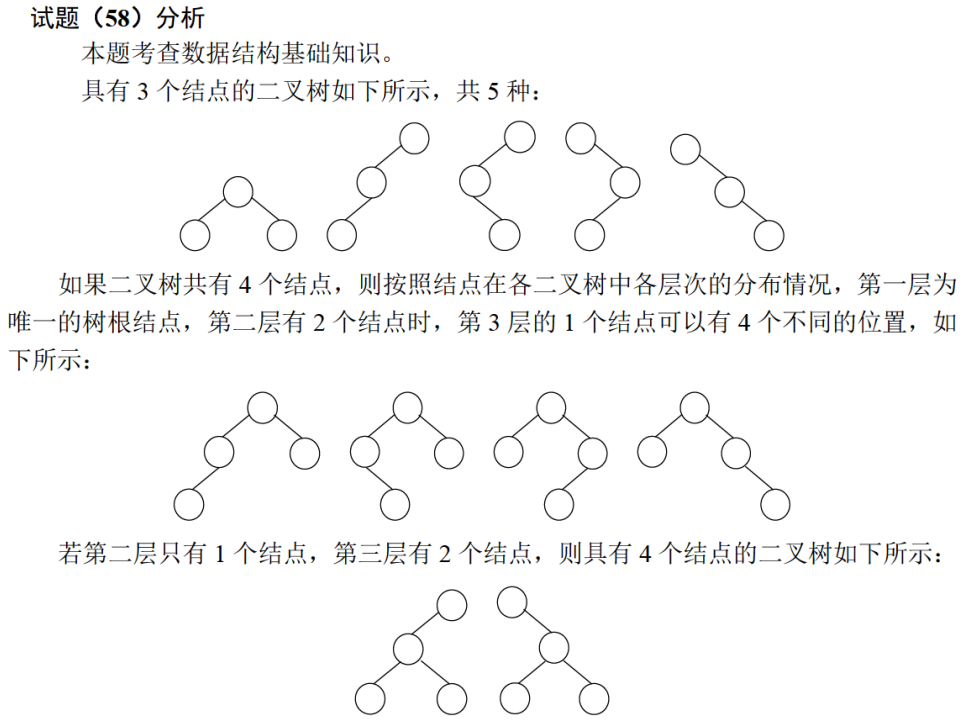 试题（58）分析
本题考查数据结构基础知识。
具有 3 个结点的二叉树如下所示，共 5 种：
如果二叉树共有 4 个结点，则按照结点在各二叉树中各层次的分布情况，第一层为
唯一的树根结点，第二层有 2 个结点时，第 3 层的 1 个结点可以有 4 个不同的位置，如
下所示：
若第二层只有 1 个结点，第三层有 2 个结点，则具有 4 个结点的二叉树如下所示：